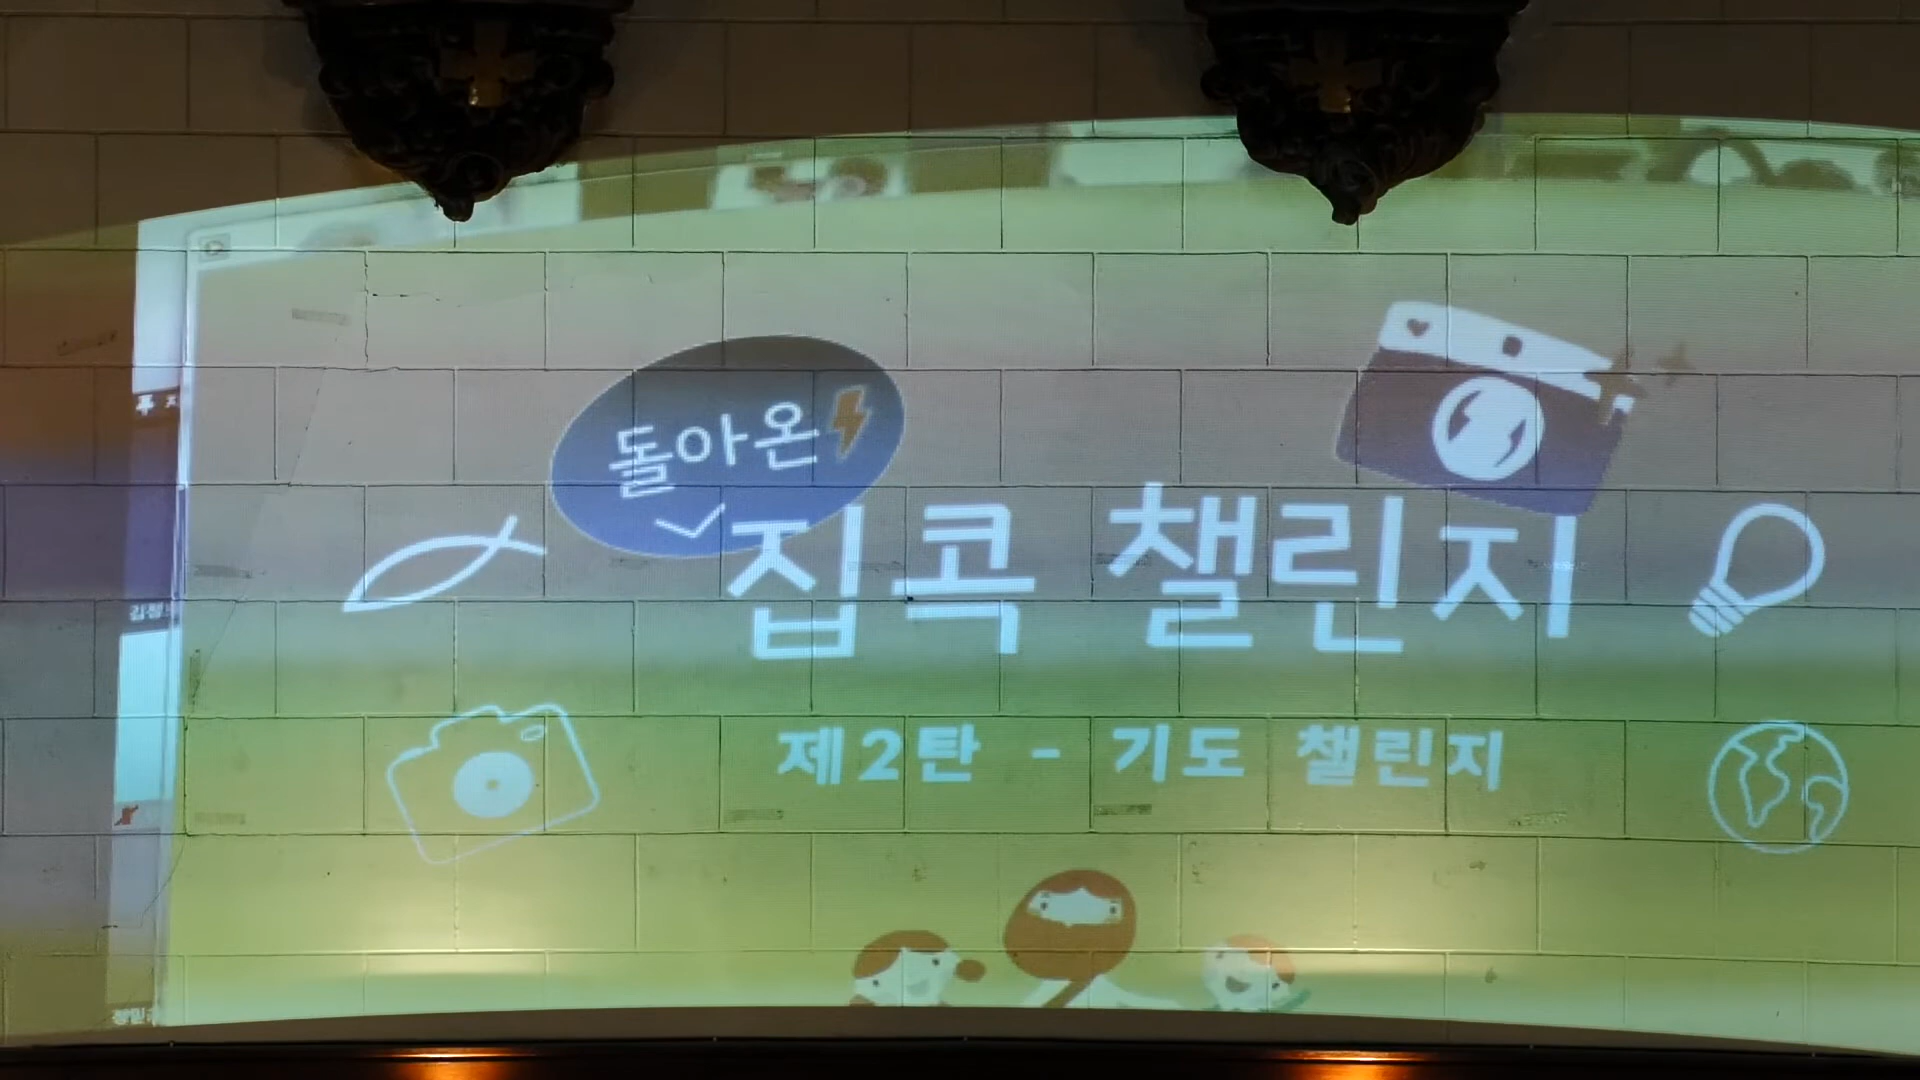 돌아온
집콕 챌린지
제2탄 - 기도 챌린지